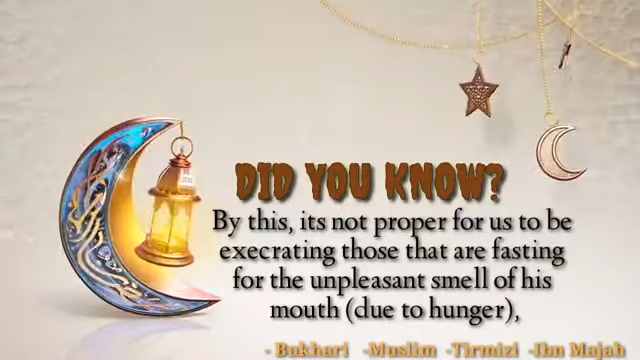 DID YOU KNOW?
By this, its not proper for us to be
execrating those that are fasting
for the unpleasant smell of his
mouth (due to hunger),
- Bukhari -Muslim -Tirmizi -Ibn Majah